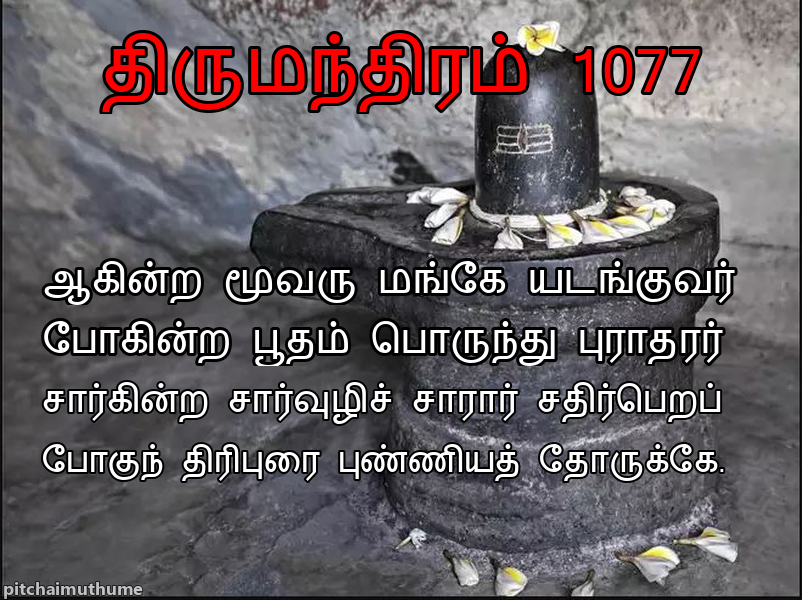 திருமந்திரம் 1077
ஆகின்ற மூவரு மங்கே யடங்குவர்
போகின்ற பூதம் பொருந்து புராதரர்
சார்கின்ற சார்வுழிச் சாரார் சதிர்பெறப்
போகுந் திரிபுரை புண்ணியத் தோருக்கே.
pitchaimuthume